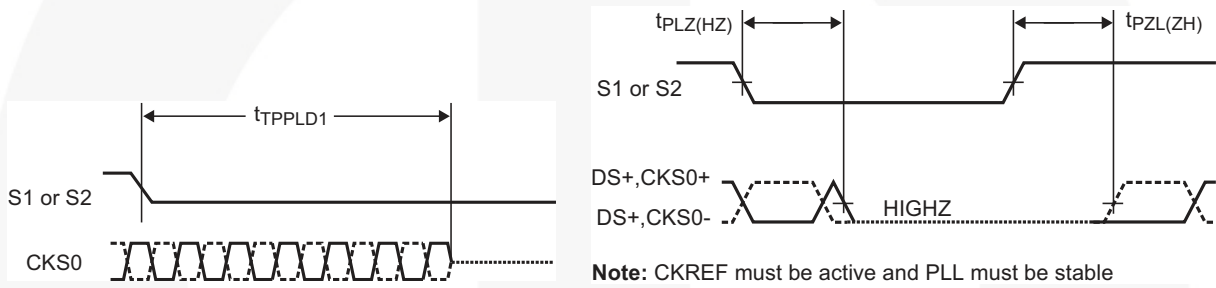 tTPPLD1
S1 or S2
CKS0
tPLZ(HZ)
tPZL(ZH)
S1 or S2
DS+,CKS0+
DS+,CKS0-
HIGHZ
Note: CKREF must be active and PLL must be stable